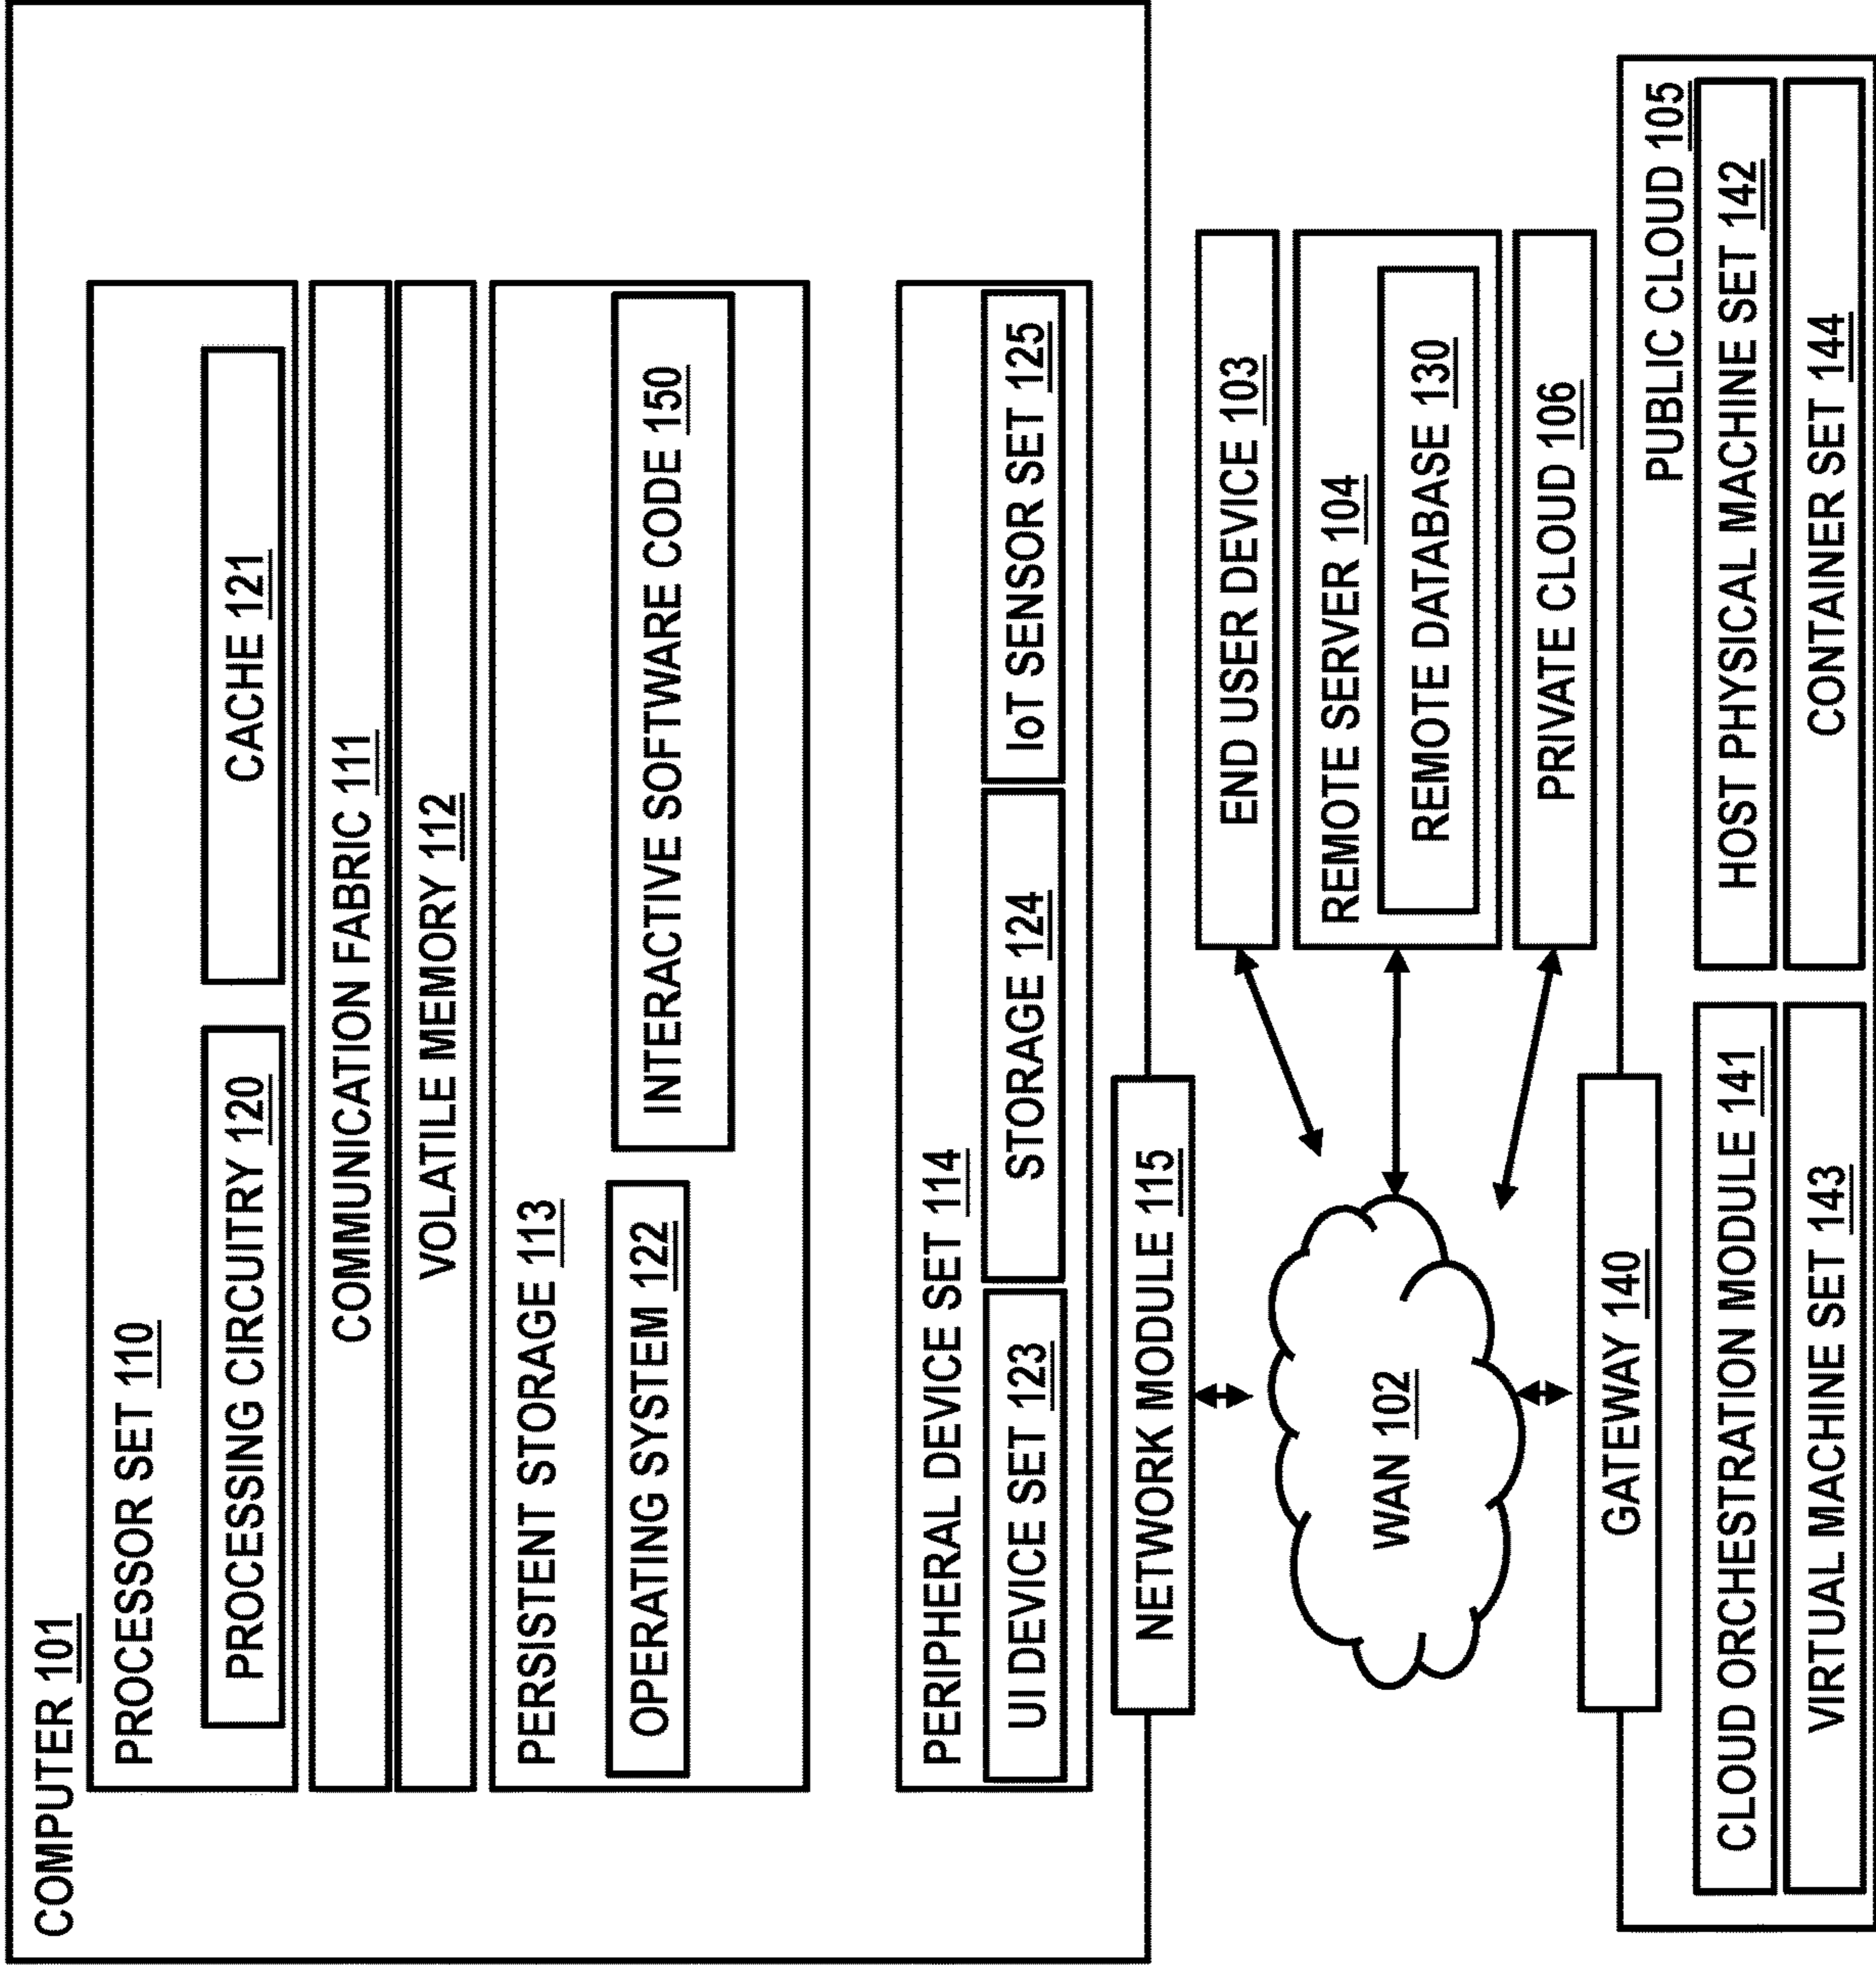 COMPUTER 101
PROCESSOR SET 110
PROCESSING CIRCUITRY 120
CACHE 121
COMMUNICATION FABRIC 111
VOLATILE MEMORY 112
PERSISTENT STORAGE 113
OPERATING SYSTEM 122
INTERACTIVE SOFTWARE CODE 150
PERIPHERAL DEVICE SET 114
UI DEVICE SET 123
STORAGE 124
IoT SENSOR SET 125
NETWORK MODULE 115
WAN 102
END USER DEVICE 103
REMOTE SERVER 104
REMOTE DATABASE 130
PRIVATE CLOUD 106
GATEWAY 140
PUBLIC CLOUD 105
CLOUD ORCHESTRATION MODULE 141
HOST PHYSICAL MACHINE SET 142
VIRTUAL MACHINE SET 143
CONTAINER SET 144